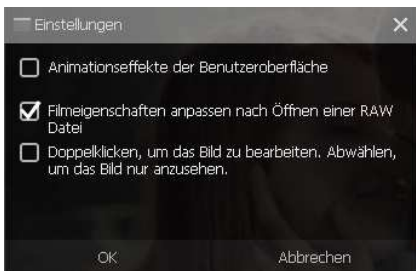 Einstellungen
Animationseffekte der Benutzeroberfläche
Filmeigenschaften anpassen nach Öffnen einer RAW
Datei
Doppelklicken, um das Bild zu bearbeiten. Abwählen,
um das Bild nur anzusehen.
OK Abbrechen